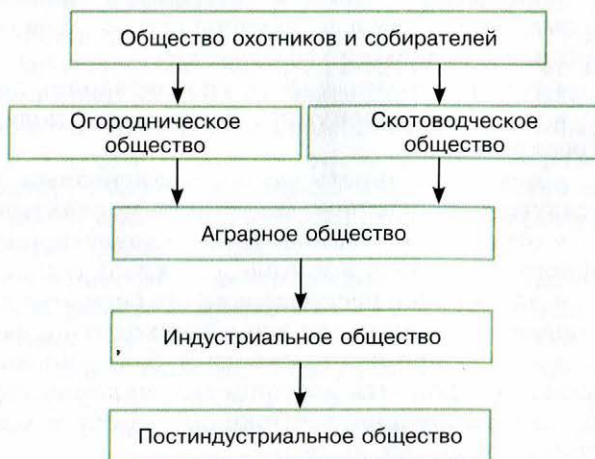 Общество охотников и собирателей
Огородническое
общество
Скотоводческое
общество
Аграрное общество
Индустриальное общество
Постиндустриальное общество